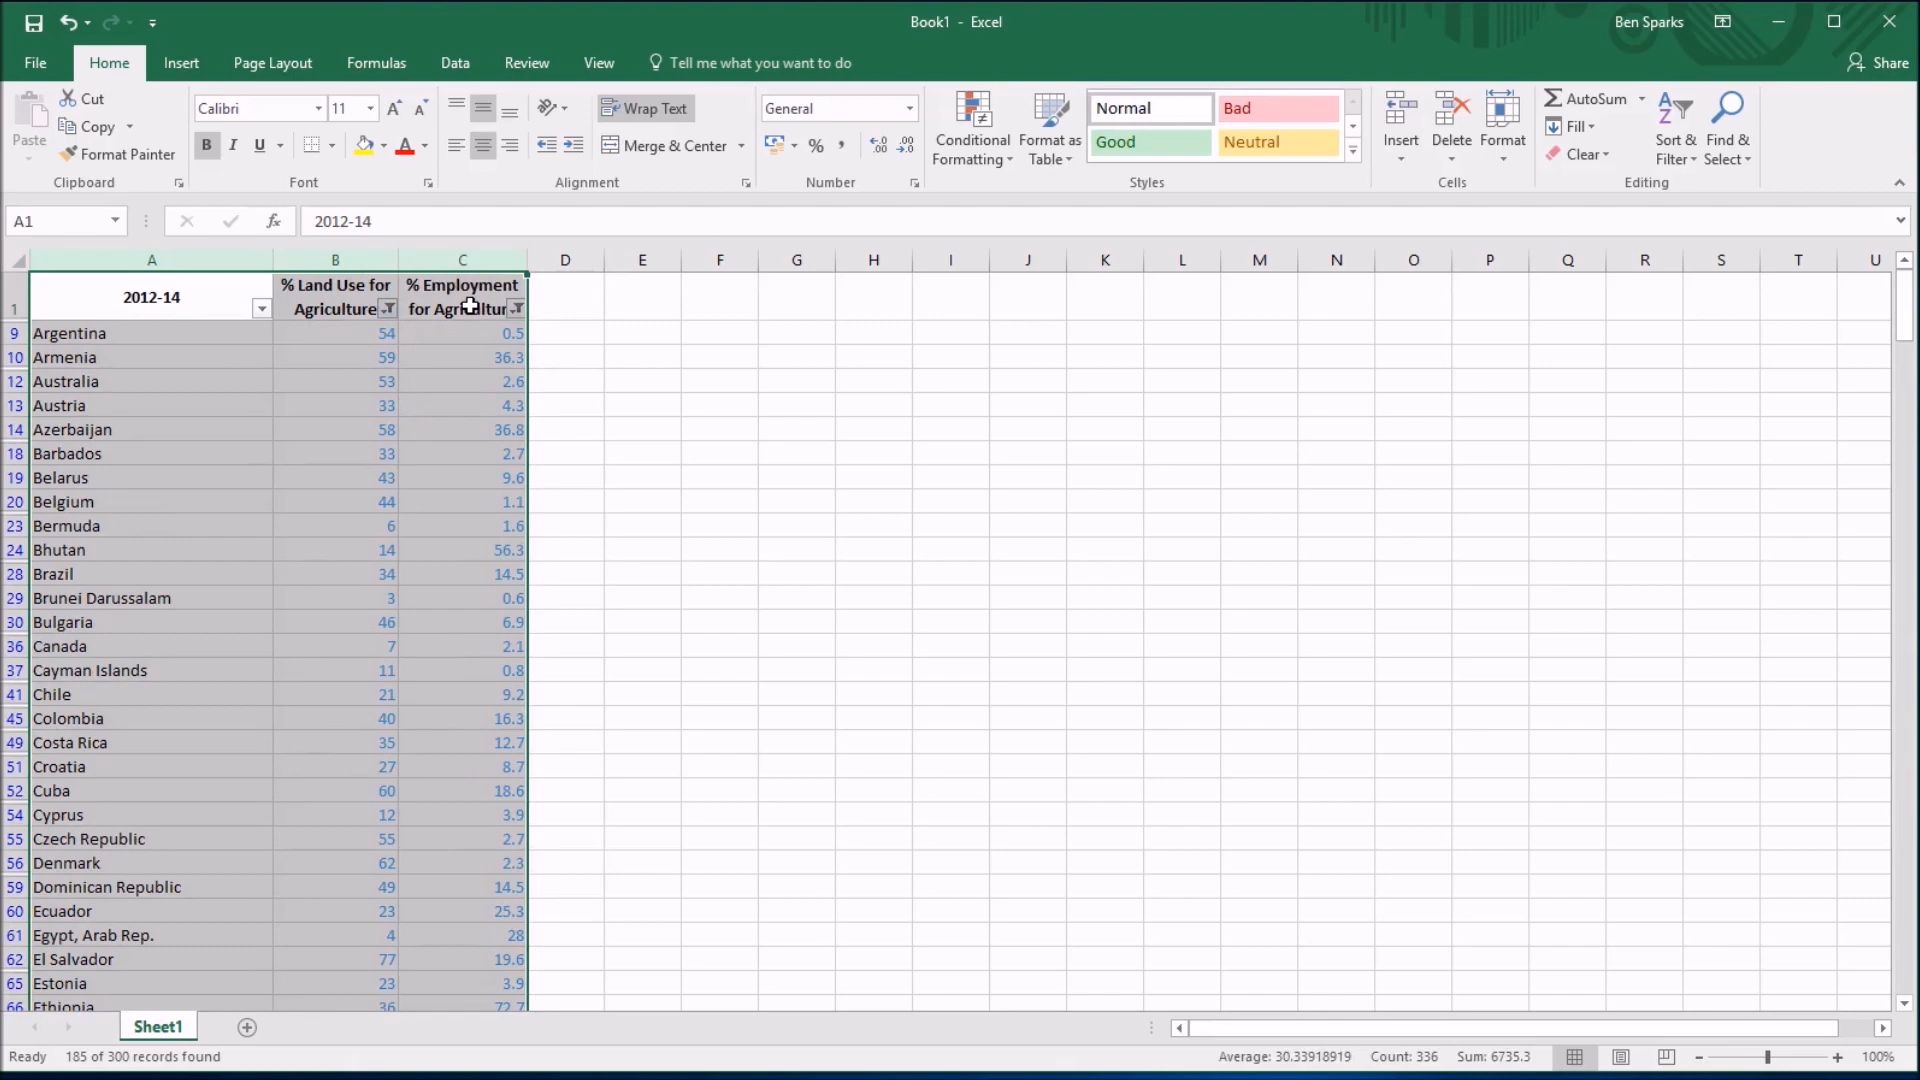 Book1 - Excel
Ben Sparks
File Home Insert Page Layout Formulas Data Review View Tell me what you want to do Share
Paste
Cut
Copy
Format Painter
Clipboard
Calibri 11
B I U
Font
Wrap Text
Merge & Center
Alignment
General
% , .00
Number
Conditional Formatting
Format as Table
Normal Bad
Good Neutral
Styles
Insert Delete Format
Cells
AutoSum
Fill
Clear
Sort & Filter
Find & Select
Editing
A1 fx 2012-14
A B C D E F G H I J K L M N O P Q R S T U
1 2012-14 % Land Use for Agriculture % Employment for
9 Argentina 54 0.5
10 Armenia 59 36.3
12 Australia 53 2.6
13 Austria 33 4.3
14 Azerbaijan 58 36.8
18 Barbados 33 2.7
19 Belarus 43 9.6
20 Belgium 44 1.1
23 Bermuda 6 1.6
24 Bhutan 14 56.3
28 Brazil 34 14.5
29 Brunei Darussalam 3 0.6
30 Bulgaria 46 6.9
36 Canada 7 2.1
37 Cayman Islands 11 0.8
41 Chile 21 9.2
45 Colombia 40 16.3
49 Costa Rica 35 12.7
51 Croatia 27 8.7
52 Cuba 60 18.6
54 Cyprus 12 3.9
55 Czech Republic 55 2.7
56 Denmark 62 2.3
59 Dominican Republic 49 14.5
60 Ecuador 23 25.3
61 Egypt, Arab Rep. 4 28
62 El Salvador 77 19.6
65 Estonia 23 3.9
66 Ethiopia 36 72.7
Sheet1
Ready 185 of 300 records found Average: 30.33918919 Count: 336 Sum: 6735.3 100%